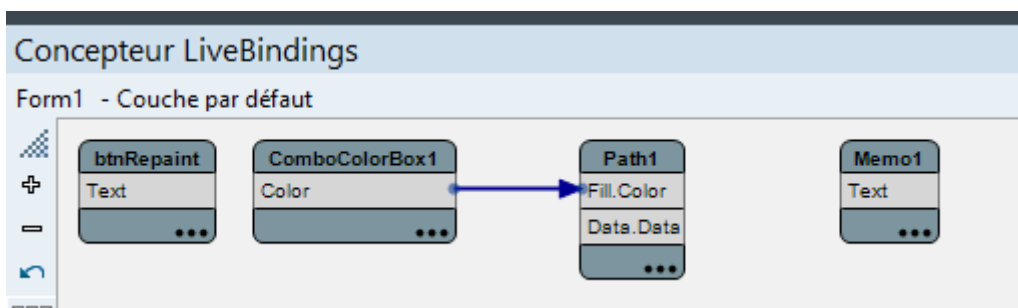 Concepteur LiveBindings
Form1 - Couche par défaut
btnRepaint ComboColorBox1 Path1 Memo1
Text Color Fill.Color Text
Data.Data